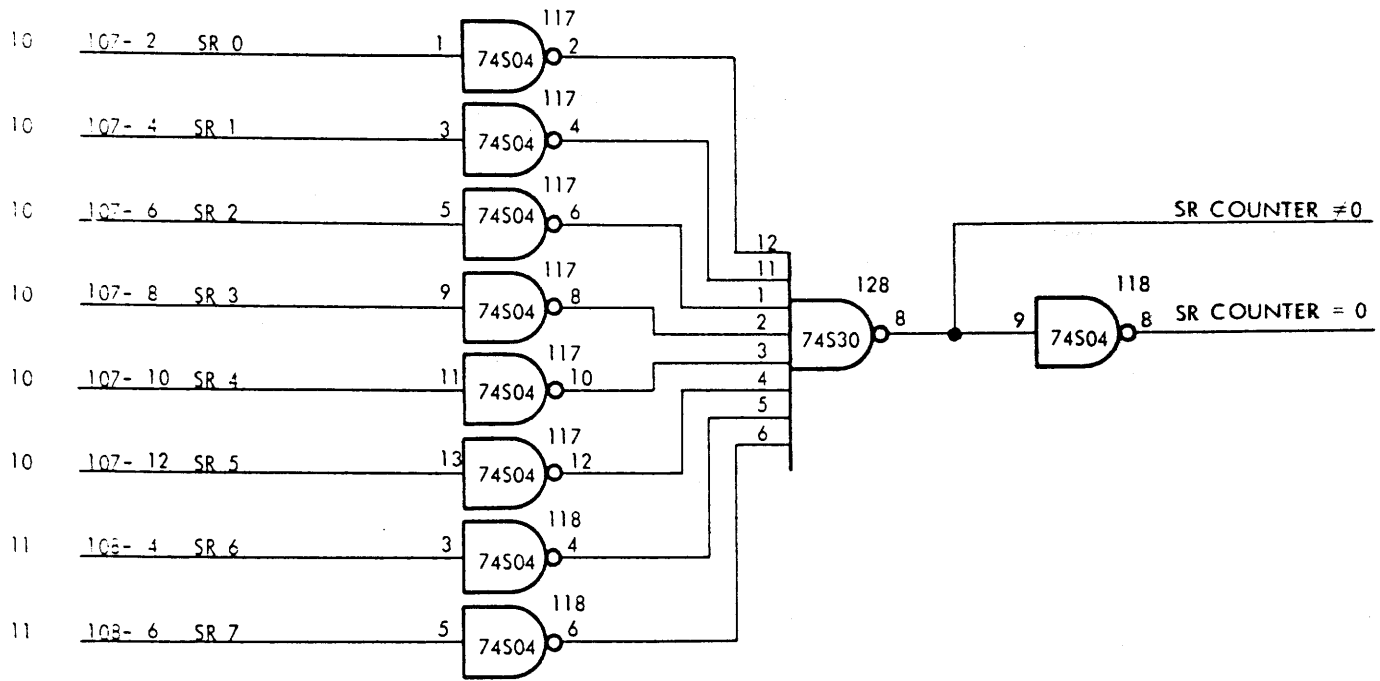 117
10 107- 2 SR 0 1 74S04 2
117
10 107- 4 SR 1 3 74S04 4
117
10 107- 6 SR 2 5 74S04 6
SR COUNTER ≠0
12
11
117
10 107- 8 SR 3 9 74S04 8
1
2
3
4
5
6
128
74S30 8
118
9 74S04 8 SR COUNTER = 0
117
10 107- 10 SR 4 11 74S04 10
117
10 107- 12 SR 5 13 74S04 12
118
11 108- 4 SR 6 3 74S04 4
118
11 108- 6 SR 7 5 74S04 6